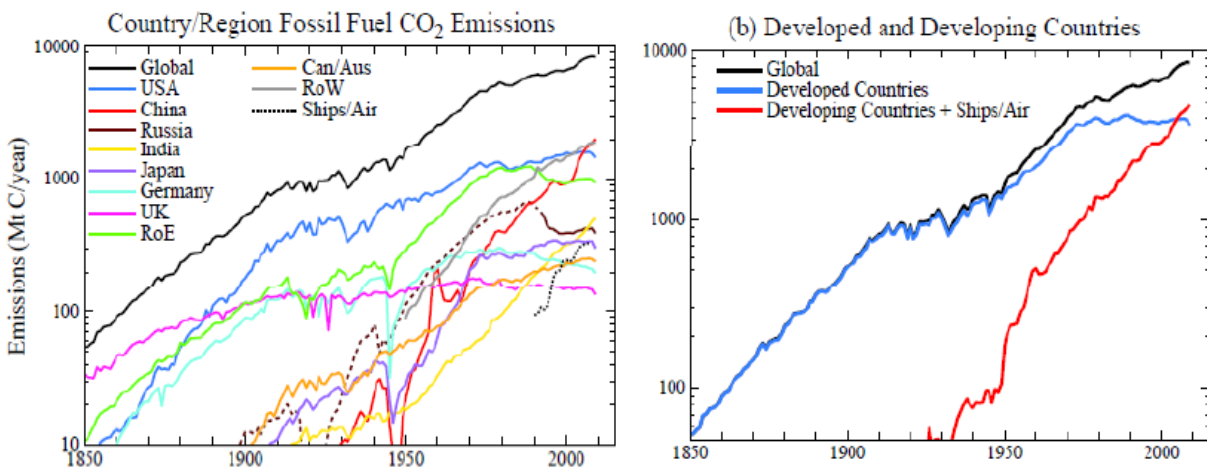 Country/Region Fossil Fuel CO₂ Emissions
10000
1000
100
10
Emissions (Mt C/year)
Global
USA
China
Russia
India
Japan
Germany
UK
RoE
Can/Aus
RoW
Ships/Air
1850
1900
1950
2000
(b) Developed and Developing Countries
10000
1000
100
Global
Developed Countries
Developing Countries + Ships/Air
1850
1900
1950
2000